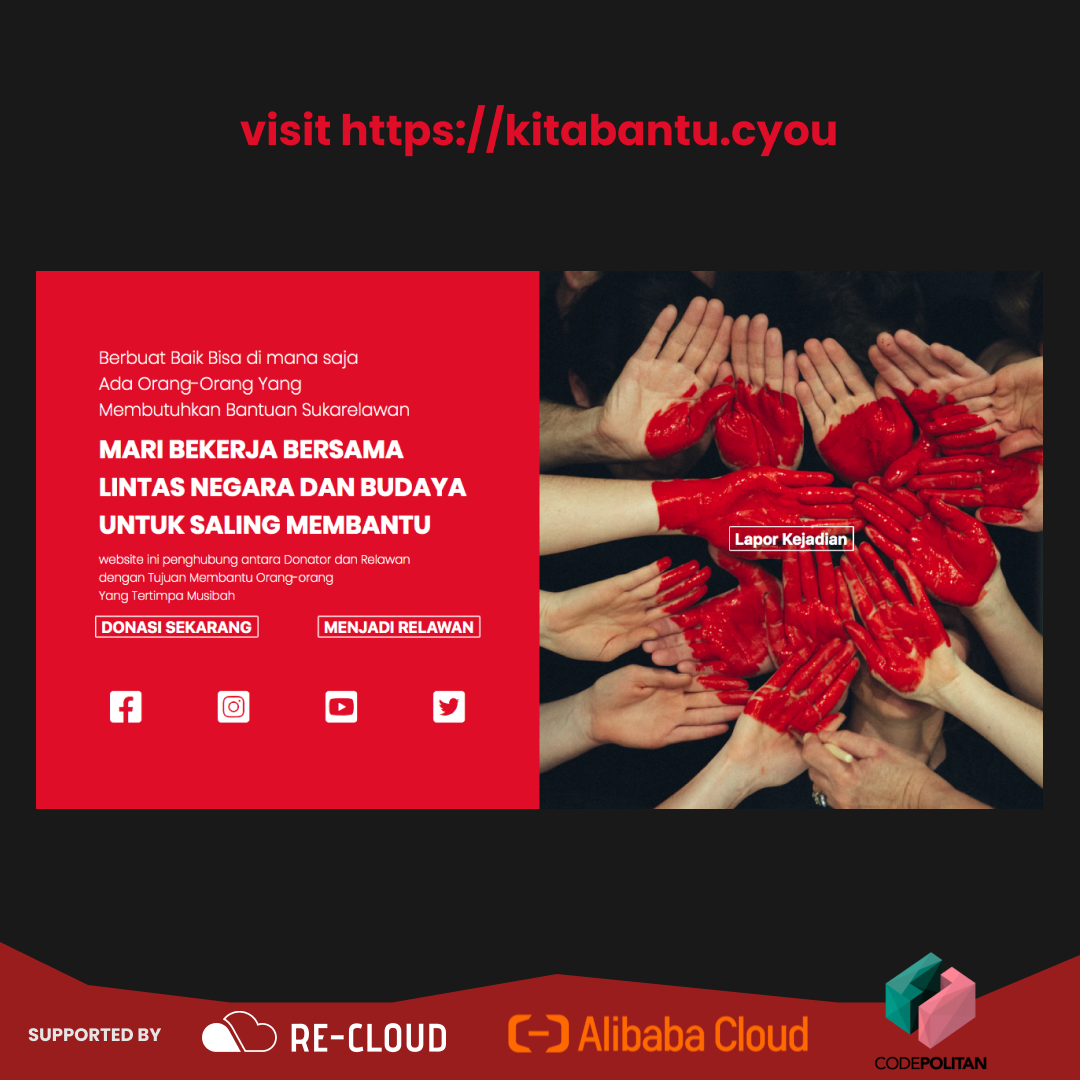 visit https://kitabantu.cyou
Berbuat Baik Bisa di mana saja
Ada Orang-Orang Yang
Membutuhkan Bantuan Sukarelawan
MARI BEKERJA BERSAMA
LINTAS NEGARA DAN BUDAYA
UNTUK SALING MEMBANTU
website ini penghubung antara Donator dan Relawan
dengan Tujuan Membantu Orang-orang
Yang Tertimpa Musibah
DONASI SEKARANG
MENJADI RELAWAN
Lapor Kejadian
SUPPORTED BY
RE-CLOUD
Alibaba Cloud
CODEPOLITAN